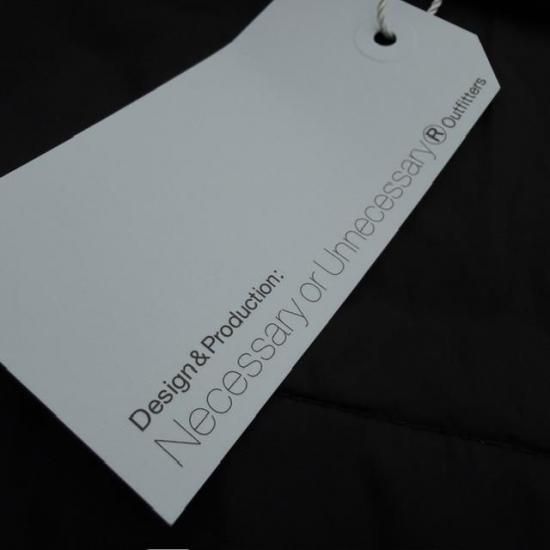 Design & Production:
Necessary or Unnecessary® Outfitters